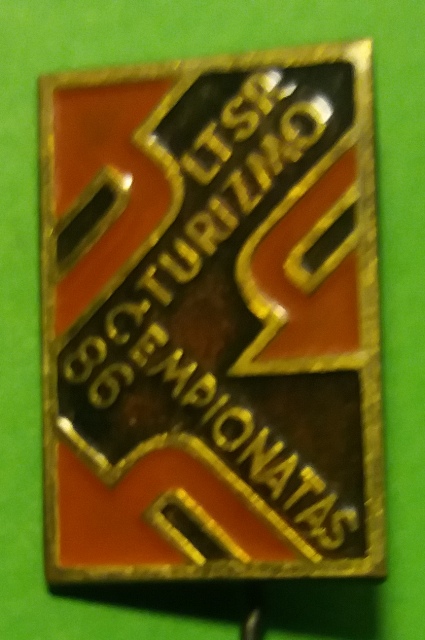 LTSR
TURIZMO
ČEMPIONATAS
86